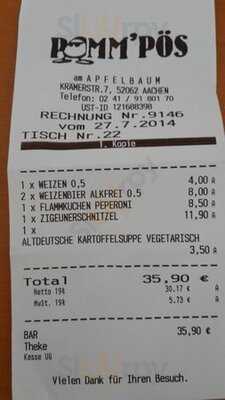 POMM'PÖS
am APFELBAUM
KRÄMERSTR.7, 52062 AACHEN
Telefon: 02 41 / 91 801 70
UST-ID 121608398
RECHNUNG Nr.9146
vom 27.7.2014
TISCH Nr.22
1. Kopie
1 x WEIZEN 0,5 4,00 A
2 x WEIZENBIER ALKFREI 0.5 8,00 A
1 x FLAMMKUCHEN PEPERONI 8,50 A
1 x ZIGEUNERSCHNITZEL 11,90 A
1 x
ALTDEUTSCHE KARTOFFELSUPPE VEGETARISCH
3,50 A
Total 35,90 €
Netto 19% 30.17 € A
MwSt. 19% 5.73 € A
BAR 35,90 €
Theke
Kasse Ü6
Vielen Dank für Ihren Besuch.